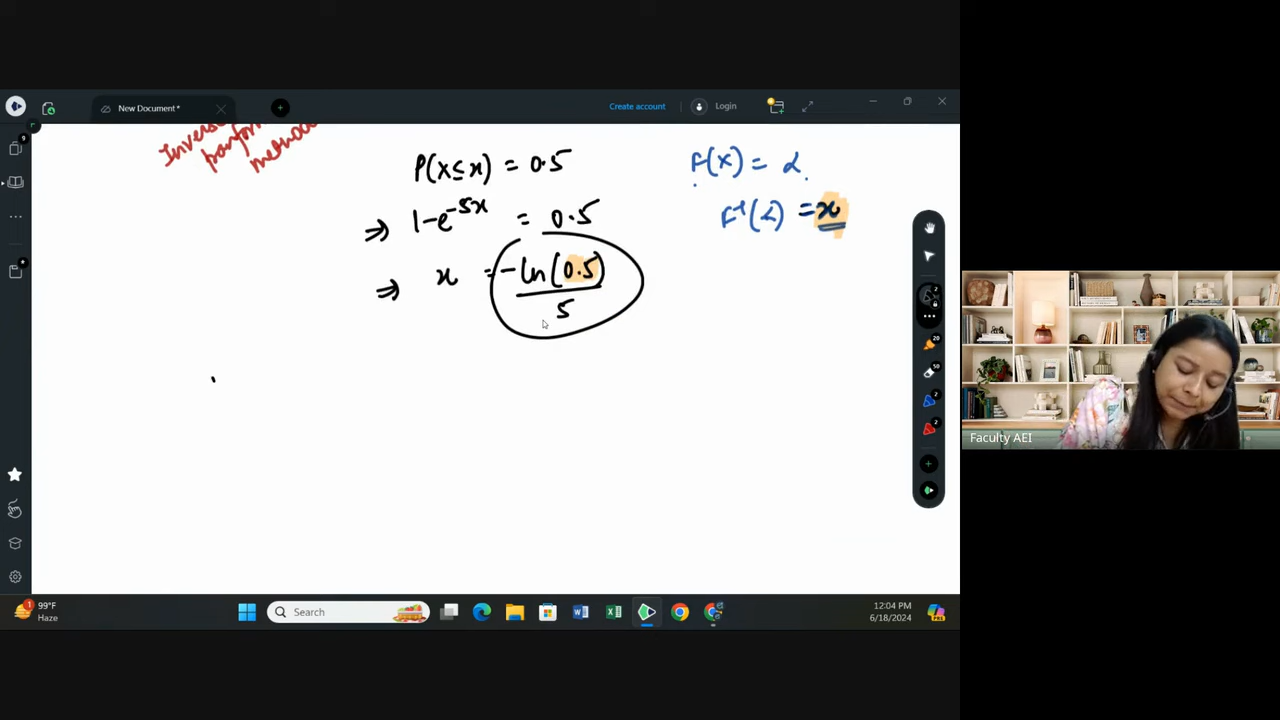 New Document*
Create account
Login
P(X≤x) = 0.5
⇒ 1-e^{-5x} = 0.5
⇒ x = -ln(0.5)/5
F(x) = α
F^{-1}(α) = x
method
Faculty AEI
99°F
Haze
Search
12:04 PM
6/18/2024